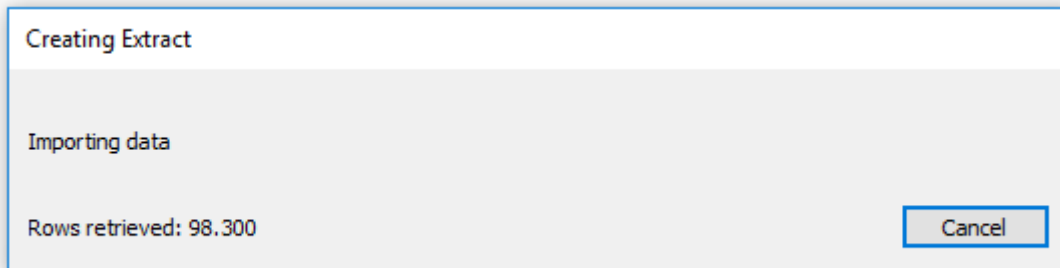 Creating Extract
Importing data
Rows retrieved: 98.300
Cancel